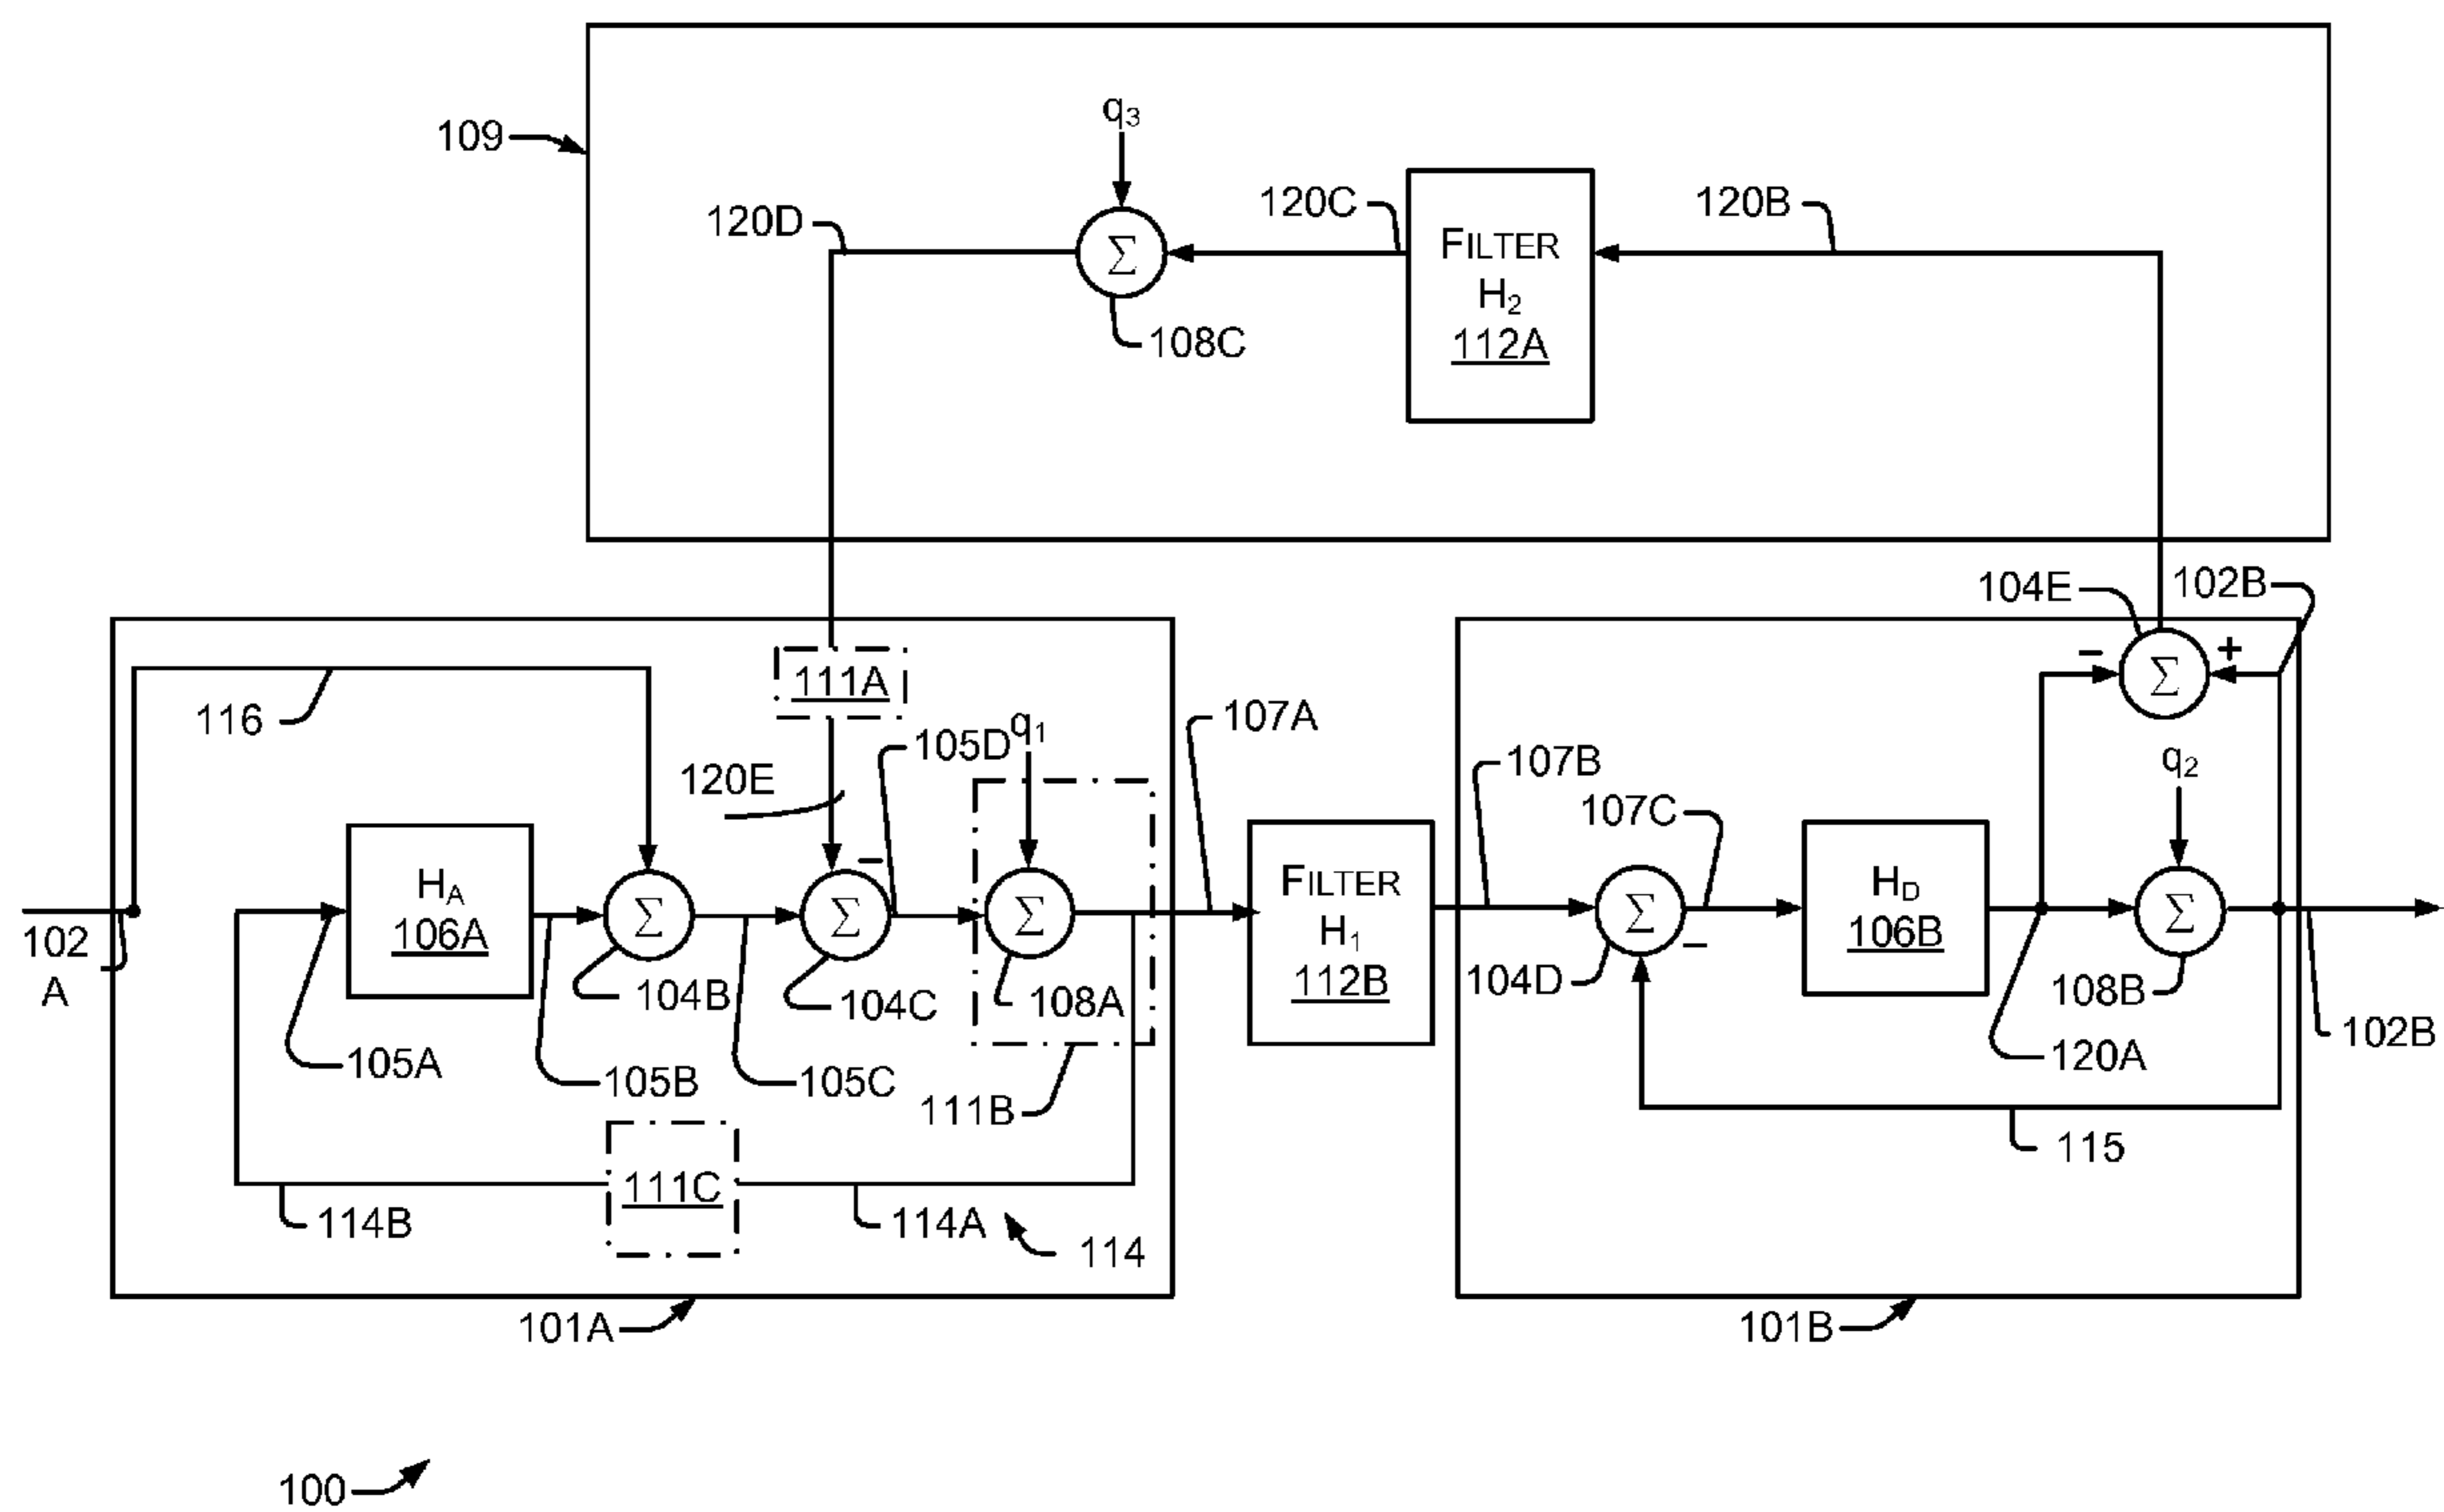 109
q3
120D
120C
FILTER
H2
112A
120B
108C
104E
102B
-
+
Σ
Σ
116
111A
q1
105D
107A
120E
-
107B
107C
q2
102
A
HA
106A
Σ
104B
Σ
104C
Σ
108A
FILTER
H1
112B
Σ
-
104D
HD
106B
Σ
108B
102B
105A
105B
105C
111B
120A
115
114B
111C
114A
114
101A
101B
100